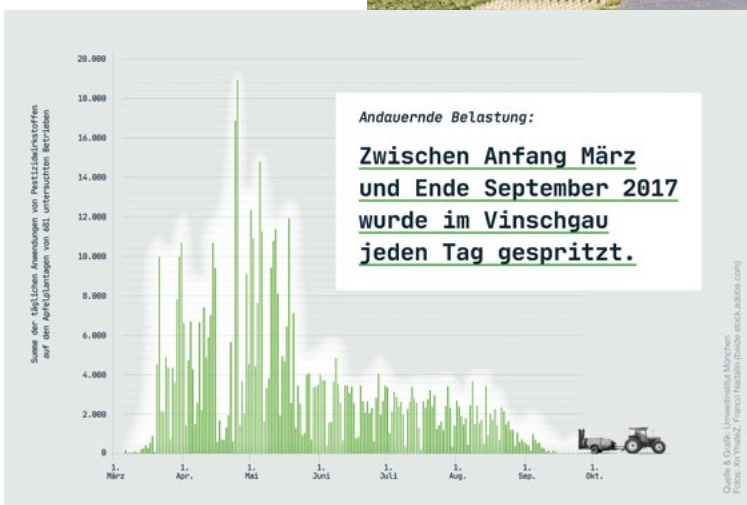 Summe der täglichen Anwendungen von Pestizidwirkstoffen
auf den Apfelplantagen von 681 untersuchten Betrieben
20.000
10.000
16.000
14.000
12.000
10.000
8.000
6.000
4.000
2.000
0
Andauernde Belastung:
Zwischen Anfang März
und Ende September 2017
wurde im Vinschgau
jeden Tag gespritzt.
1.
März
1.
Apr.
1.
Mai
1.
Juni
1.
Juli
1.
Aug.
1.
Sep.
1.
Okt.
Quelle & Grafik: Umweltinstitut München
Fotos: XnYhalsZ, Franco Nadalin (beide stock.adobe.com)